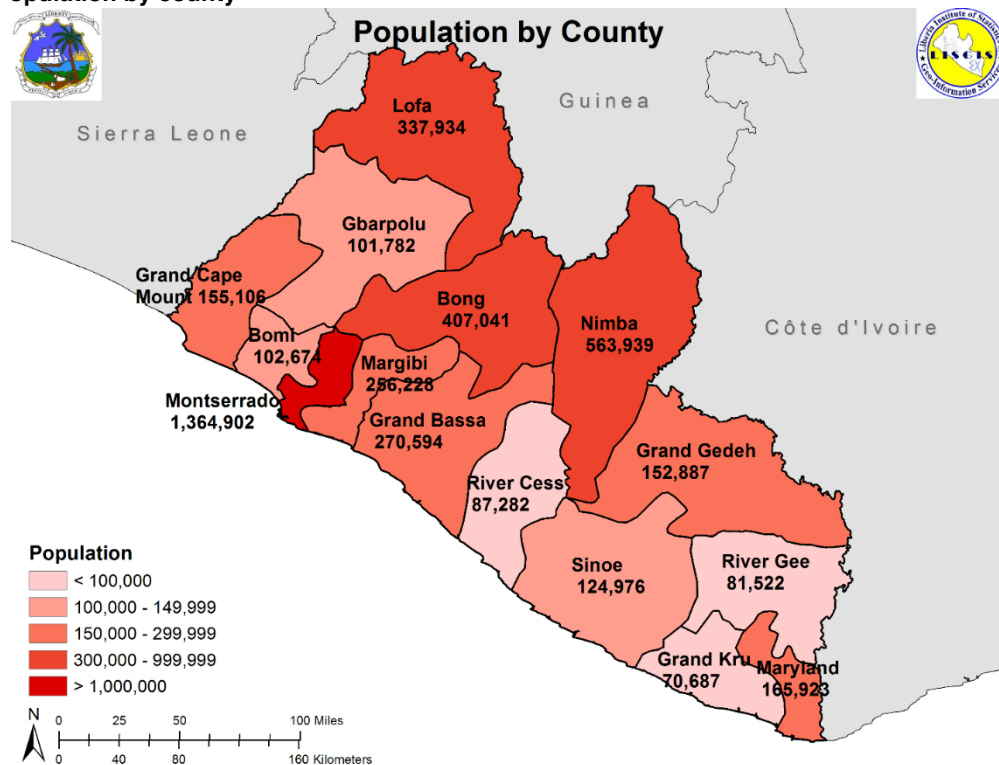 opulation by county
Population by County
Lofa
337,934
Guinea
Sierra Leone
Gbarpolu
101,782
Grand Cape
Mount 155,106
Bong
407,041
Nimba
563,939
Côte d'Ivoire
Bomi
102,674
Margibi
256,228
Montserrado
1,364,902
Grand Bassa
270,594
Grand Gedeh
152,887
River Cess
87,282
Sinoe
124,976
River Gee
81,522
Grand Kru
70,687
Maryland
165,923
Population
< 100,000
100,000 - 149,999
150,000 - 299,999
300,000 - 999,999
> 1,000,000
N
0 25 50 100 Miles
0 40 80 160 Kilometers
LISGIS